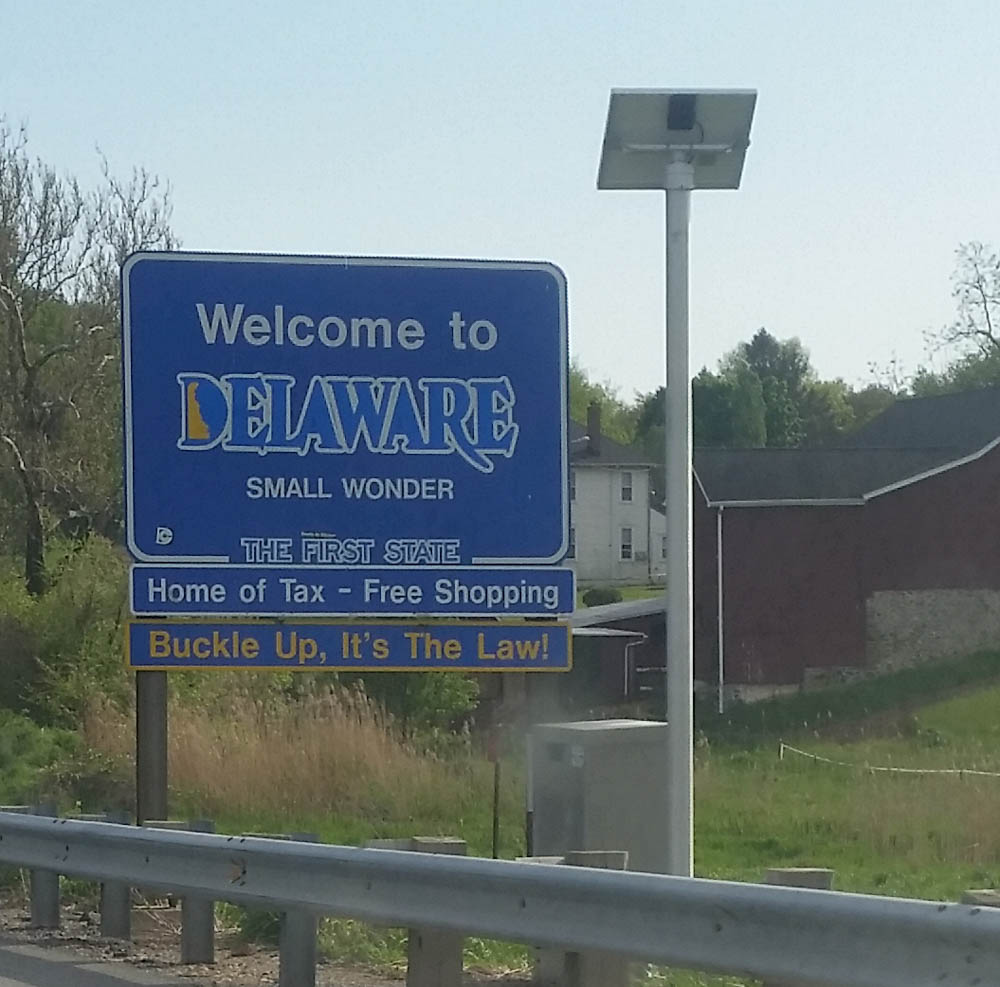 Welcome to
DELAWARE
SMALL WONDER
THE FIRST STATE
Home of Tax - Free Shopping
Buckle Up, It's The Law!